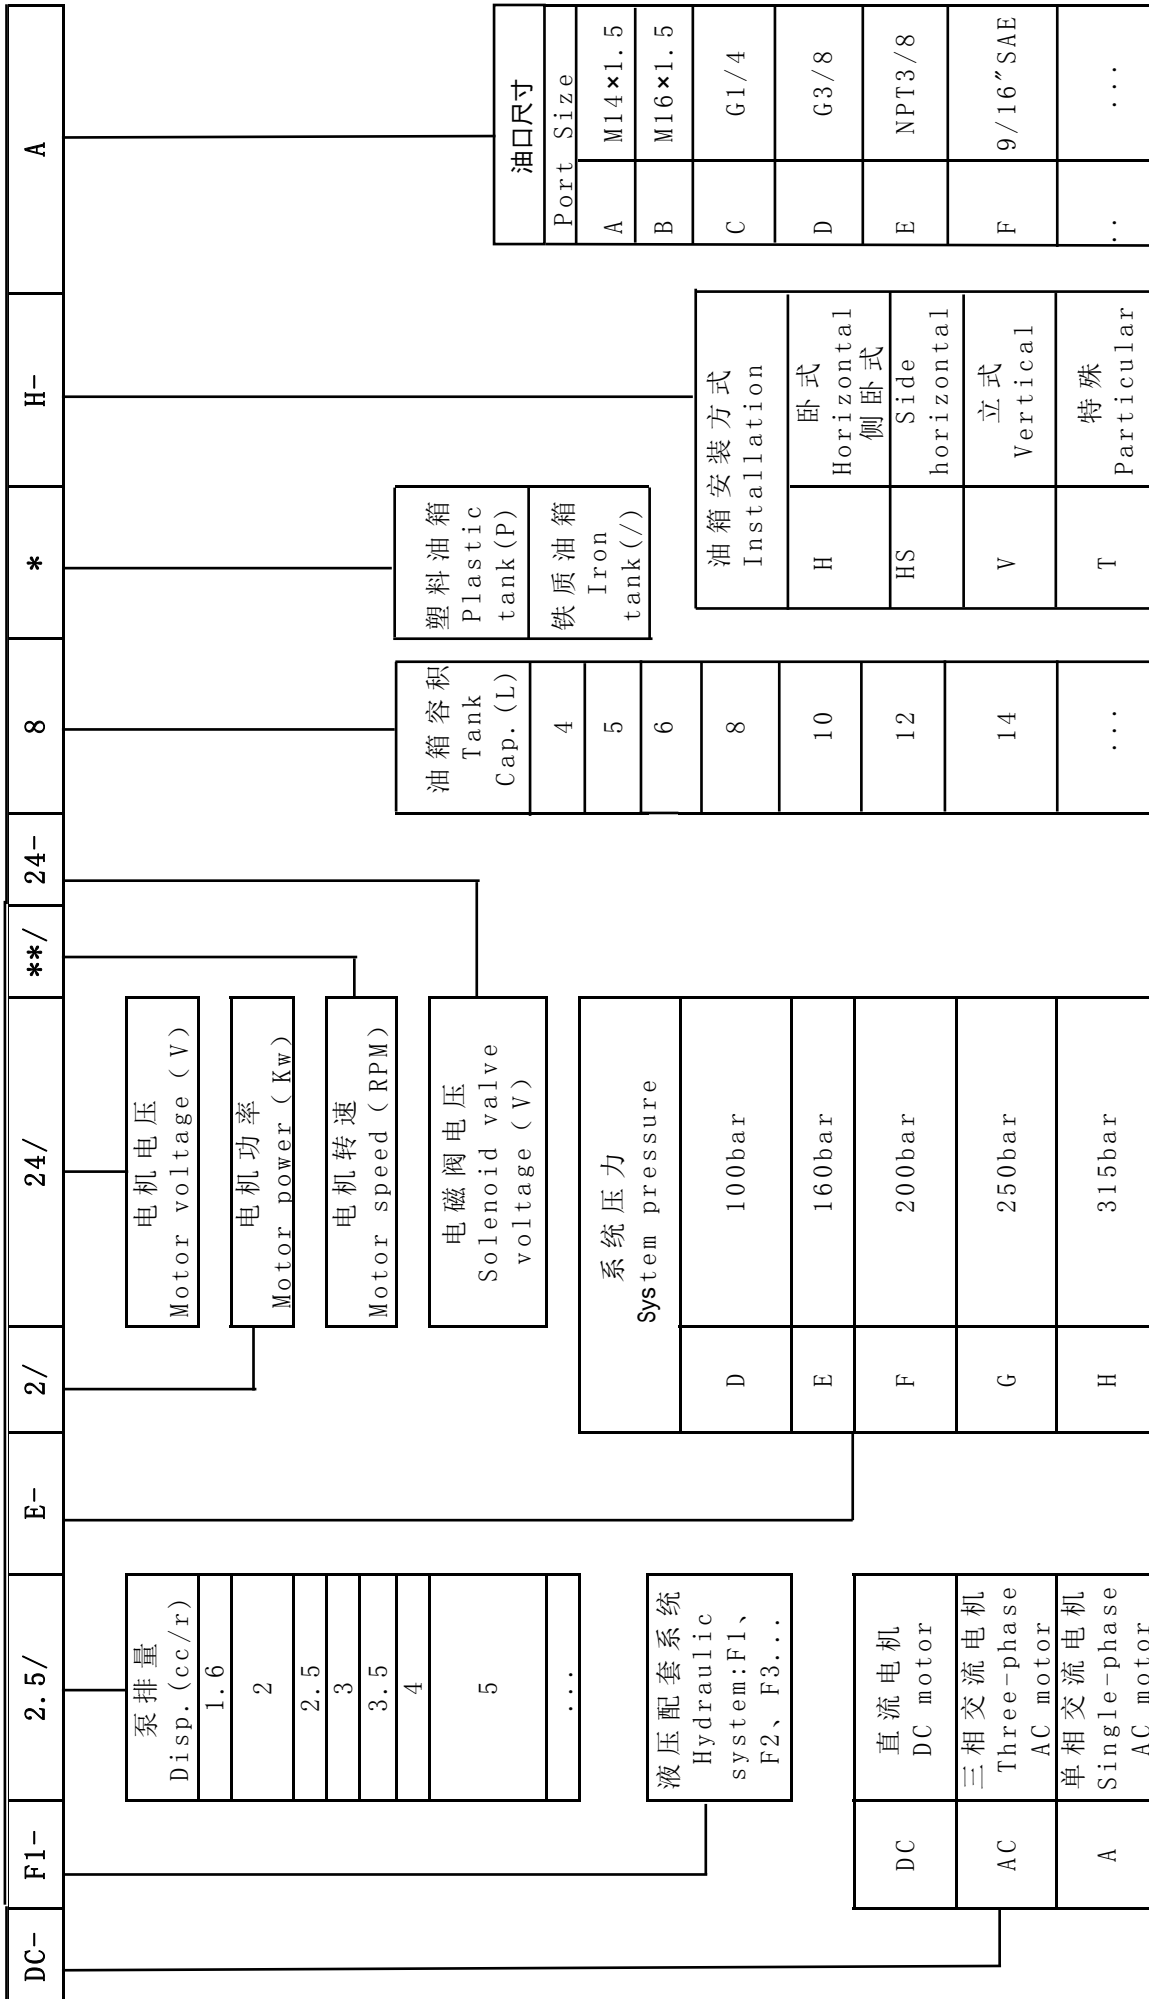 DC-
F1-
2.5/
E-
2/
24/
**/
24-
8
*
H-
A
泵排量
Disp.(cc/r)
1.6
2
2.5
3
3.5
4
5
...
液压配套系统
Hydraulic
system:F1、
F2、F3...
DC
直流电机
DC motor
AC
三相交流电机
Three-phase
AC motor
A
单相交流电机
Single-phase
AC motor
电机电压
Motor voltage(V)
电机功率
Motor power(Kw)
电机转速
Motor speed(RPM)
电磁阀电压
Solenoid valve
voltage(V)
系统压力
System pressure
D
100bar
E
160bar
F
200bar
G
250bar
H
315bar
油箱容积
Tank
Cap.(L)
4
5
6
8
10
12
14
...
塑料油箱
Plastic
tank(P)
铁质油箱
Iron
tank(/)
油箱安装方式
Installation
H
卧式
Horizontal
HS
侧卧式
Side
horizontal
V
立式
Vertical
T
特殊
Particular
油口尺寸
Port Size
A
M14×1.5
B
M16×1.5
C
G1/4
D
G3/8
E
NPT3/8
F
9/16″SAE
..
...